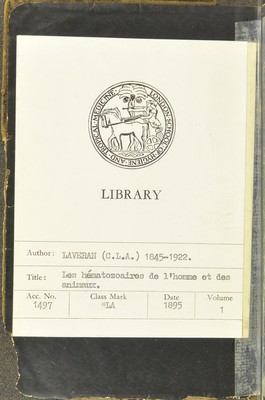 LONDON·SCHOOL·OF·HYGIENE·AND·TROPICAL·MEDICINE·
LIBRARY
Author: LAVERAN (C.L.A.) 1845-1922.
Title: Les hématozoaires de l'homme et des
animaux.
Acc. No. Class Mark Date Volume
1497 *LA 1895 1